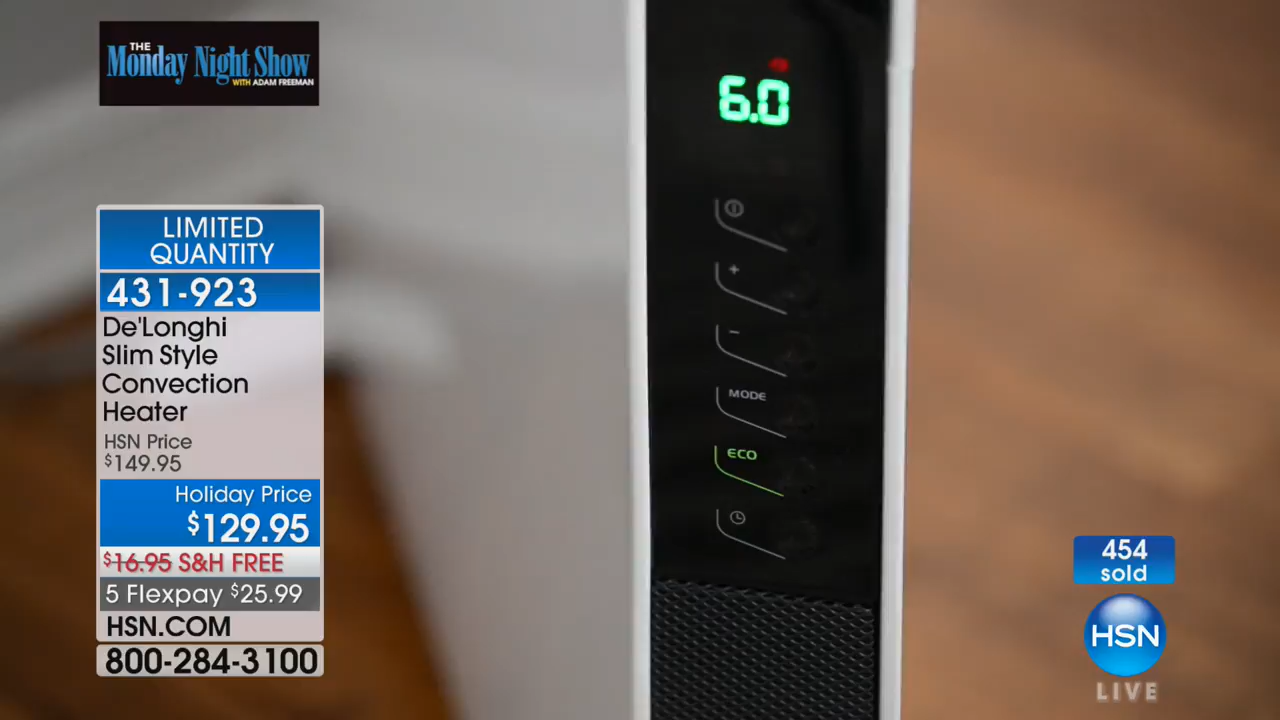 THE
Monday Night Show
WITH ADAM FREEMAN
LIMITED
QUANTITY
431-923
De'Longhi
Slim Style
Convection
Heater
HSN Price
$149.95
Holiday Price
$129.95
$16.95 S&H FREE
5 Flexpay $25.99
HSN.COM
800-284-3100
6.0
+
-
MODE
ECO
454
sold
HSN
LIVE